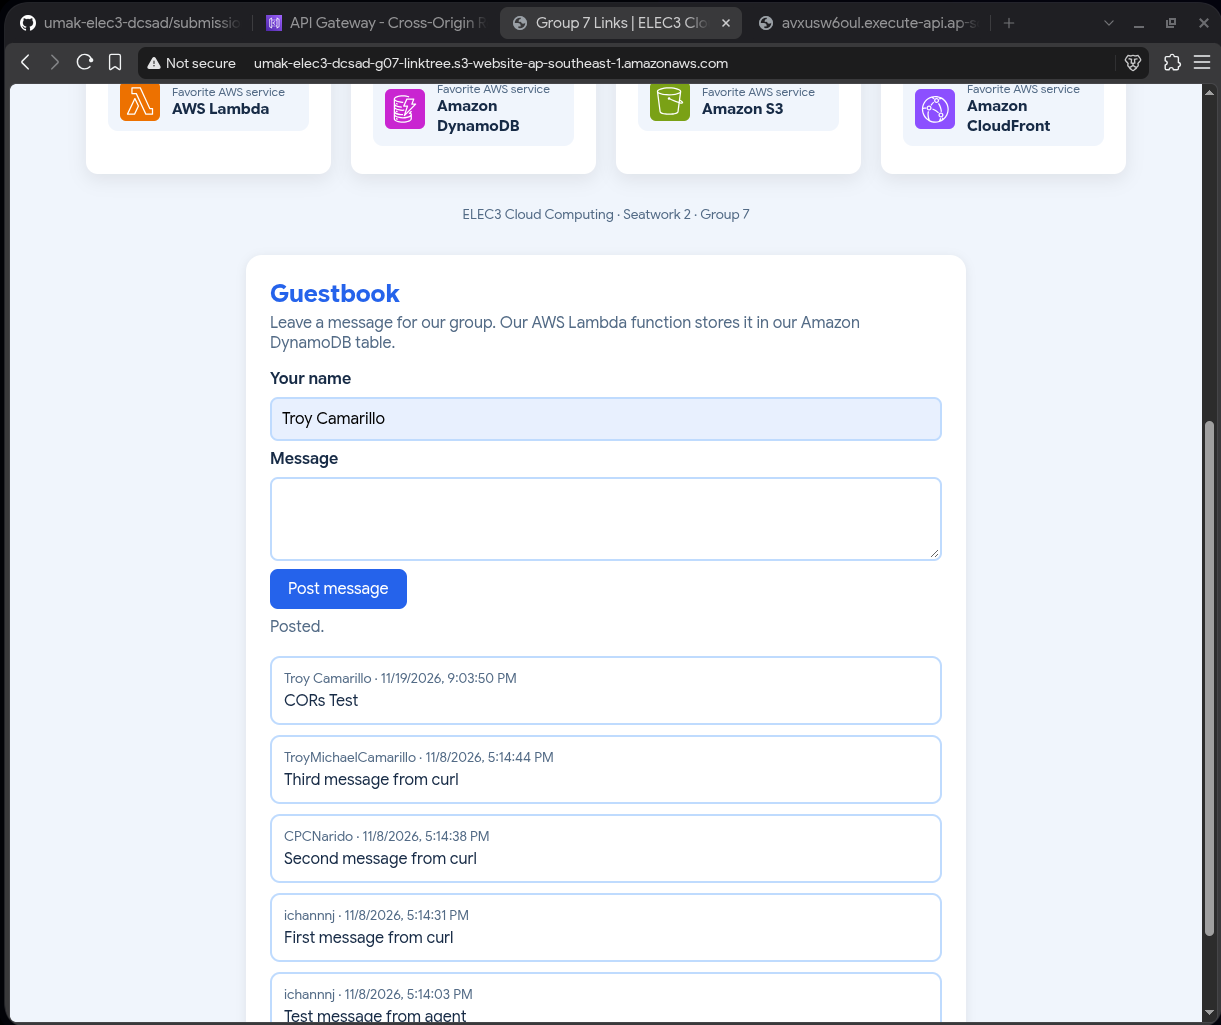 umak-elec3-dcsad/submissio
API Gateway - Cross-Origin R
Group 7 Links | ELEC3 Clo
avxusw6oul.execute-api.ap-s
Not secure
umak-elec3-dcsad-g07-linktree.s3-website-ap-southeast-1.amazonaws.com
Favorite AWS service
AWS Lambda
Favorite AWS service
Amazon
DynamoDB
Favorite AWS service
Amazon S3
Favorite AWS service
Amazon
CloudFront
ELEC3 Cloud Computing · Seatwork 2 · Group 7
Guestbook
Leave a message for our group. Our AWS Lambda function stores it in our Amazon
DynamoDB table.
Your name
Troy Camarillo
Message
Post message
Posted.
Troy Camarillo · 11/19/2026, 9:03:50 PM
CORs Test
TroyMichaelCamarillo · 11/8/2026, 5:14:44 PM
Third message from curl
CPCNarido · 11/8/2026, 5:14:38 PM
Second message from curl
ichannnj · 11/8/2026, 5:14:31 PM
First message from curl
ichannnj · 11/8/2026, 5:14:03 PM
Test message from agent